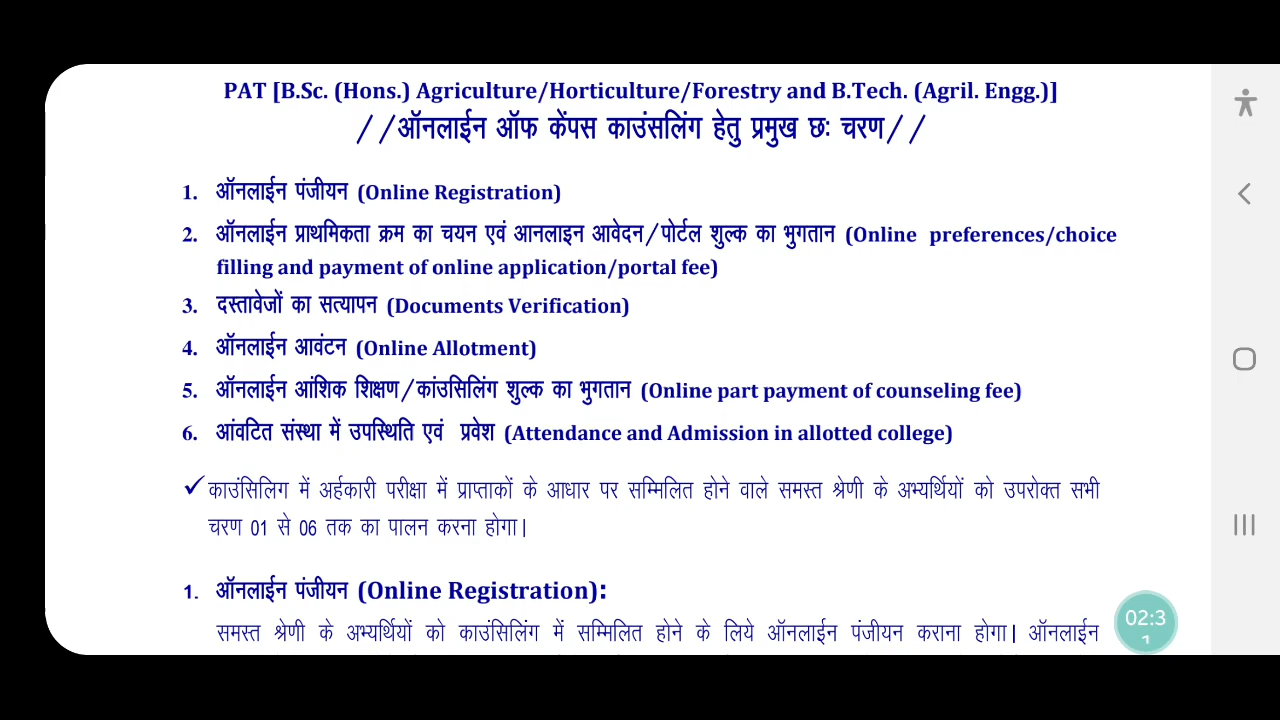 PAT [B.Sc. (Hons.) Agriculture/Horticulture/Forestry and B.Tech. (Agril. Engg.)]
//ऑनलाईन ऑफ केंपस काउंसलिंग हेतु प्रमुख छः चरण//
1. ऑनलाईन पंजीयन (Online Registration)
2. ऑनलाईन प्राथमिकता क्रम का चयन एवं आनलाइन आवेदन/पोर्टल शुल्क का भुगतान (Online preferences/choice
filling and payment of online application/portal fee)
3. दस्तावेजों का सत्यापन (Documents Verification)
4. ऑनलाईन आवंटन (Online Allotment)
5. ऑनलाईन आंशिक शिक्षण/कांउसिलिंग शुल्क का भुगतान (Online part payment of counseling fee)
6. आंवटित संस्था में उपस्थिति एवं प्रवेश (Attendance and Admission in allotted college)
✓ काउंसिलिग में अर्हकारी परीक्षा में प्राप्ताकों के आधार पर सम्मिलित होने वाले समस्त श्रेणी के अभ्यर्थियों को उपरोक्त सभी
चरण 01 से 06 तक का पालन करना होगा।
1. ऑनलाईन पंजीयन (Online Registration):
समस्त श्रेणी के अभ्यर्थियों को काउंसिलिंग में सम्मिलित होने के लिये ऑनलाईन पंजीयन कराना होगा। ऑनलाईन
02:3
1